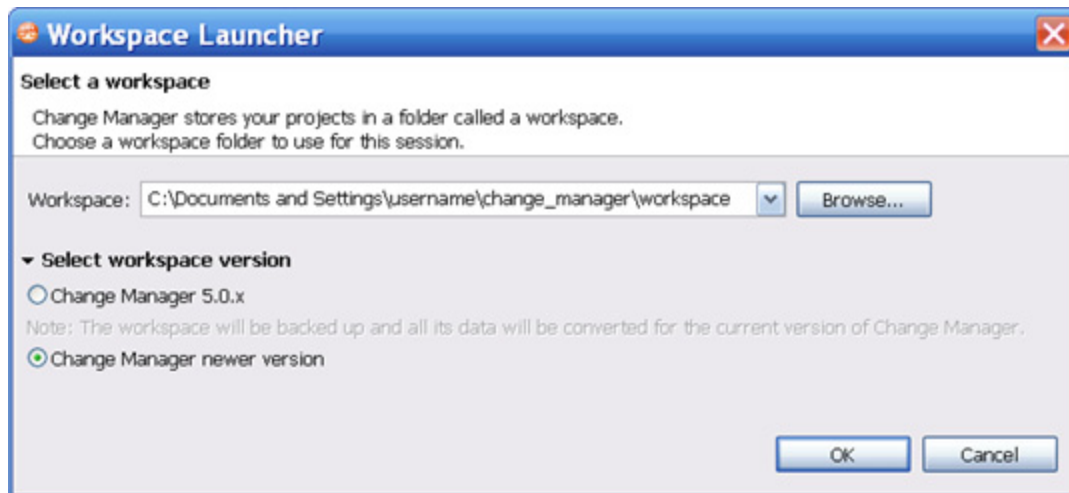 Workspace Launcher
Select a workspace
Change Manager stores your projects in a folder called a workspace.
Choose a workspace folder to use for this session.
Workspace: C:\Documents and Settings\username\change_manager\workspace Browse...
Select workspace version
Change Manager 5.0.x
Note: The workspace will be backed up and all its data will be converted for the current version of Change Manager.
Change Manager newer version
OK Cancel